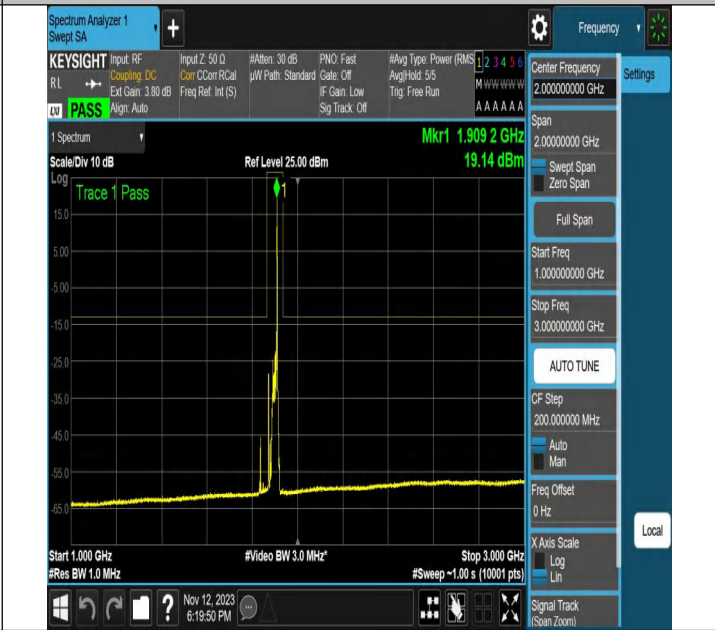 Spectrum Analyzer 1
Swept SA
+
Frequency
KEYSIGHT
RL
LXI PASS
Input: RF
Coupling: DC
Ext Gain: 3.80 dB
Align: Auto
Input Z: 50 Ω
Corr CCorr RCal
Freq Ref: Int (S)
#Atten: 30 dB
µW Path: Standard
PNO: Fast
Gate: Off
IF Gain: Low
Sig Track: Off
#Avg Type: Power (RMS
Avg|Hold: 5/5
Trig: Free Run
1 2 3 4 5 6
M W W W W W
A A A A A A
1 Spectrum
Scale/Div 10 dB
Log
Ref Level 25.00 dBm
Mkr1 1.909 2 GHz
19.14 dBm
Trace 1 Pass
1
15.0
5.00
-5.00
-15.0
-25.0
-35.0
-45.0
-55.0
-65.0
Start 1.000 GHz
#Res BW 1.0 MHz
#Video BW 3.0 MHz*
Stop 3.000 GHz
#Sweep ~1.00 s (10001 pts)
Center Frequency
2.000000000 GHz
Settings
Span
2.00000000 GHz
Swept Span
Zero Span
Full Span
Start Freq
1.000000000 GHz
Stop Freq
3.000000000 GHz
AUTO TUNE
CF Step
200.000000 MHz
Auto
Man
Freq Offset
0 Hz
X Axis Scale
Log
Lin
Local
Signal Track
(Span Zoom)
?
Nov 12, 2023
6:19:50 PM